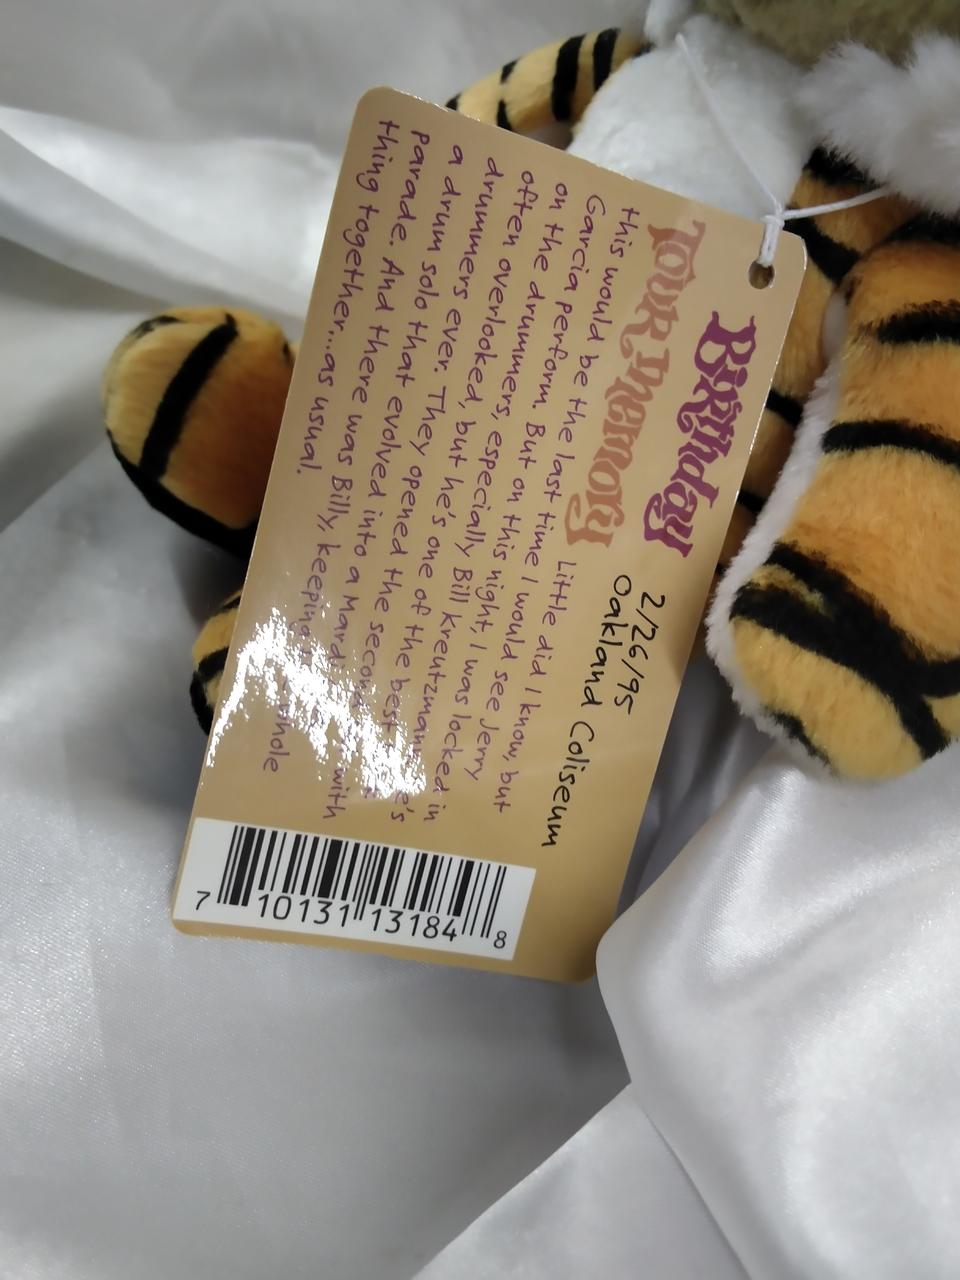 Birthday 2/26/95
Tour Memory Oakland Coliseum
Little did I know, but
this would be the last time I would see Jerry
Garcia perform. But on this night, I was locked in
on the drummers, especially Bill Kreutzmann. He's
often overlooked, but he's one of the best
drummers ever. They opened the second with
a drum solo that evolved into a Mardi
parade. And there was Billy, keeping whole
thing together...as usual.
7 10131 13184 8